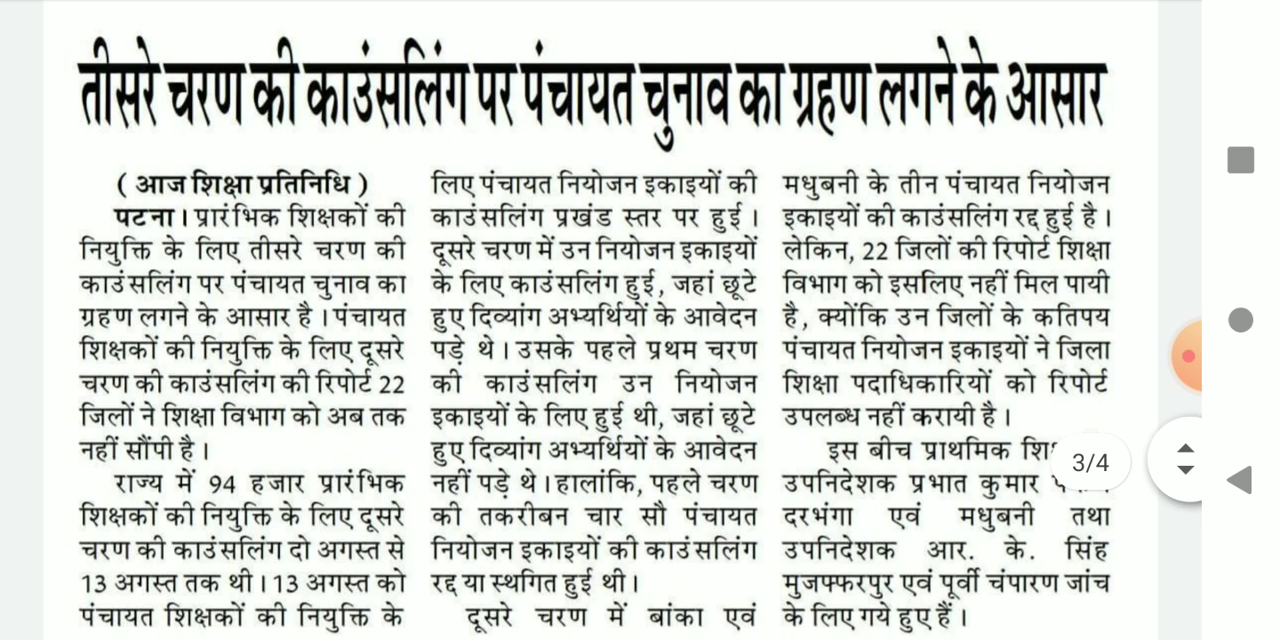 तीसरे चरण की काउंसलिंग पर पंचायत चुनाव का ग्रहण लगने के आसार
( आज शिक्षा प्रतिनिधि )
पटना। प्रारंभिक शिक्षकों की
नियुक्ति के लिए तीसरे चरण की
काउंसलिंग पर पंचायत चुनाव का
ग्रहण लगने के आसार है। पंचायत
शिक्षकों की नियुक्ति के लिए दूसरे
चरण की काउंसलिंग की रिपोर्ट 22
जिलों ने शिक्षा विभाग को अब तक
नहीं सौंपी है।
राज्य में 94 हजार प्रारंभिक
शिक्षकों की नियुक्ति के लिए दूसरे
चरण की काउंसलिंग दो अगस्त से
13 अगस्त तक थी। 13 अगस्त को
पंचायत शिक्षकों की नियुक्ति के
लिए पंचायत नियोजन इकाइयों की
काउंसलिंग प्रखंड स्तर पर हुई।
दूसरे चरण में उन नियोजन इकाइयों
के लिए काउंसलिंग हुई, जहां छूटे
हुए दिव्यांग अभ्यर्थियों के आवेदन
पड़े थे। उसके पहले प्रथम चरण
की काउंसलिंग उन नियोजन
इकाइयों के लिए हुई थी, जहां छूटे
हुए दिव्यांग अभ्यर्थियों के आवेदन
नहीं पड़े थे। हालांकि, पहले चरण
की तकरीबन चार सौ पंचायत
नियोजन इकाइयों की काउंसलिंग
रद्द या स्थगित हुई थी।
दूसरे चरण में बांका एवं
मधुबनी के तीन पंचायत नियोजन
इकाइयों की काउंसलिंग रद्द हुई है।
लेकिन, 22 जिलों की रिपोर्ट शिक्षा
विभाग को इसलिए नहीं मिल पायी
है, क्योंकि उन जिलों के कतिपय
पंचायत नियोजन इकाइयों ने जिला
शिक्षा पदाधिकारियों को रिपोर्ट
उपलब्ध नहीं करायी है।
इस बीच प्राथमिक
उपनिदेशक प्रभात कुमार
दरभंगा एवं मधुबनी तथा
उपनिदेशक आर. के. सिंह
मुजफ्फरपुर एवं पूर्वी चंपारण जांच
के लिए गये हुए हैं।
3/4